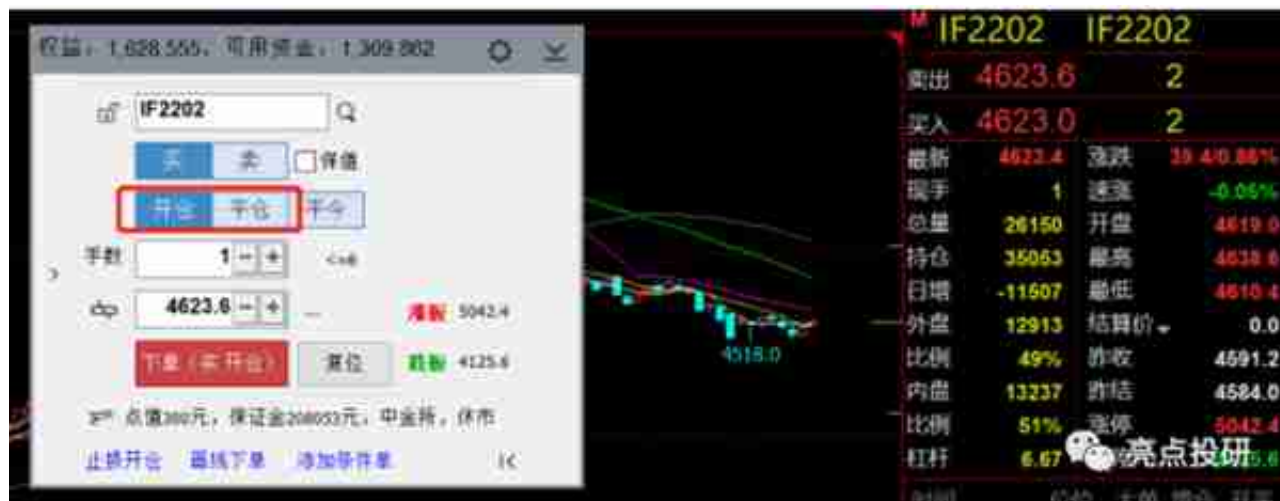 权益：1,628,555，可用资金：1,309,862
IF2202
买 卖 保值
开仓 平仓 平今
手数 1 - + <=6
4623.6 - + ... 涨板 5042.4
下单（买 开仓） 复位 跌板 4125.6
点值300元，保证金208053元，中金所，休市
止损开仓 画线下单 添加条件单
4518.0
M IF2202 IF2202
卖出 4623.6 2
买入 4623.0 2
最新 4623.4 涨跌 39.4/0.86%
现手 1 速涨 -0.05%
总量 26150 开盘 4619.0
持仓 35053 最高 4638.6
日增 -11507 最低 4610.4
外盘 12913 结算价 0.0
比例 49% 昨收 4591.2
内盘 13237 昨结 4584.0
比例 51% 涨停 5042.4
杠杆 6.67
亮点投研